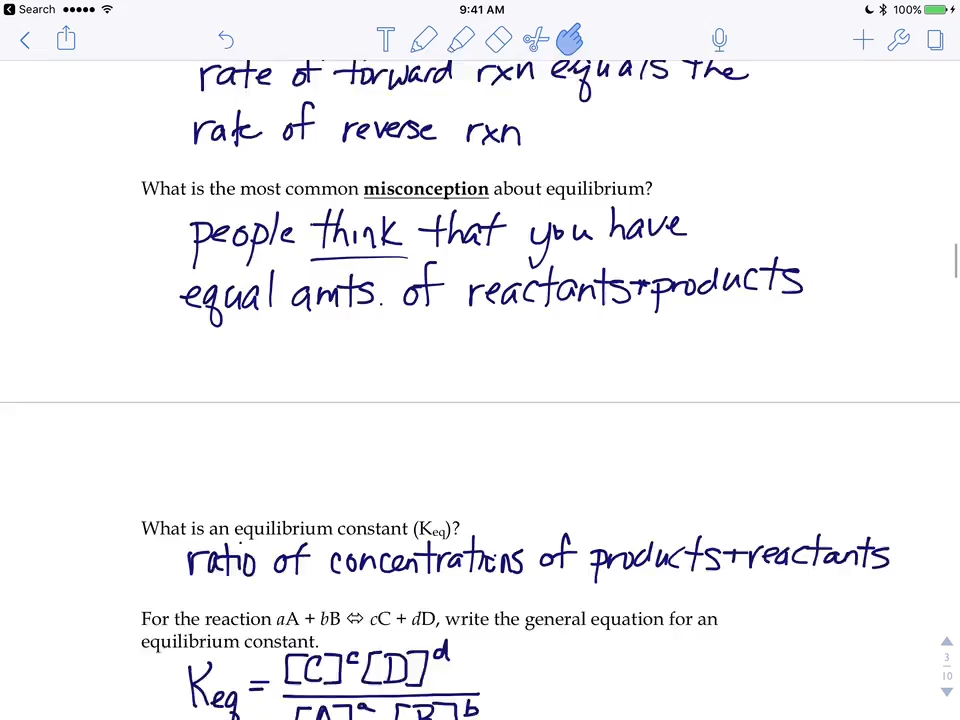 Search 9:41 AM 100%
T
rate of forward rxn equals the
rate of reverse rxn
What is the most common misconception about equilibrium?
people think that you have
equal amts. of reactants + products
What is an equilibrium constant (Keq)?
ratio of concentrations of products + reactants
For the reaction aA + bB ⇔ cC + dD, write the general equation for an
equilibrium constant.
Keq = [C]^c [D]^d
[A]^a [B]^b
3
10